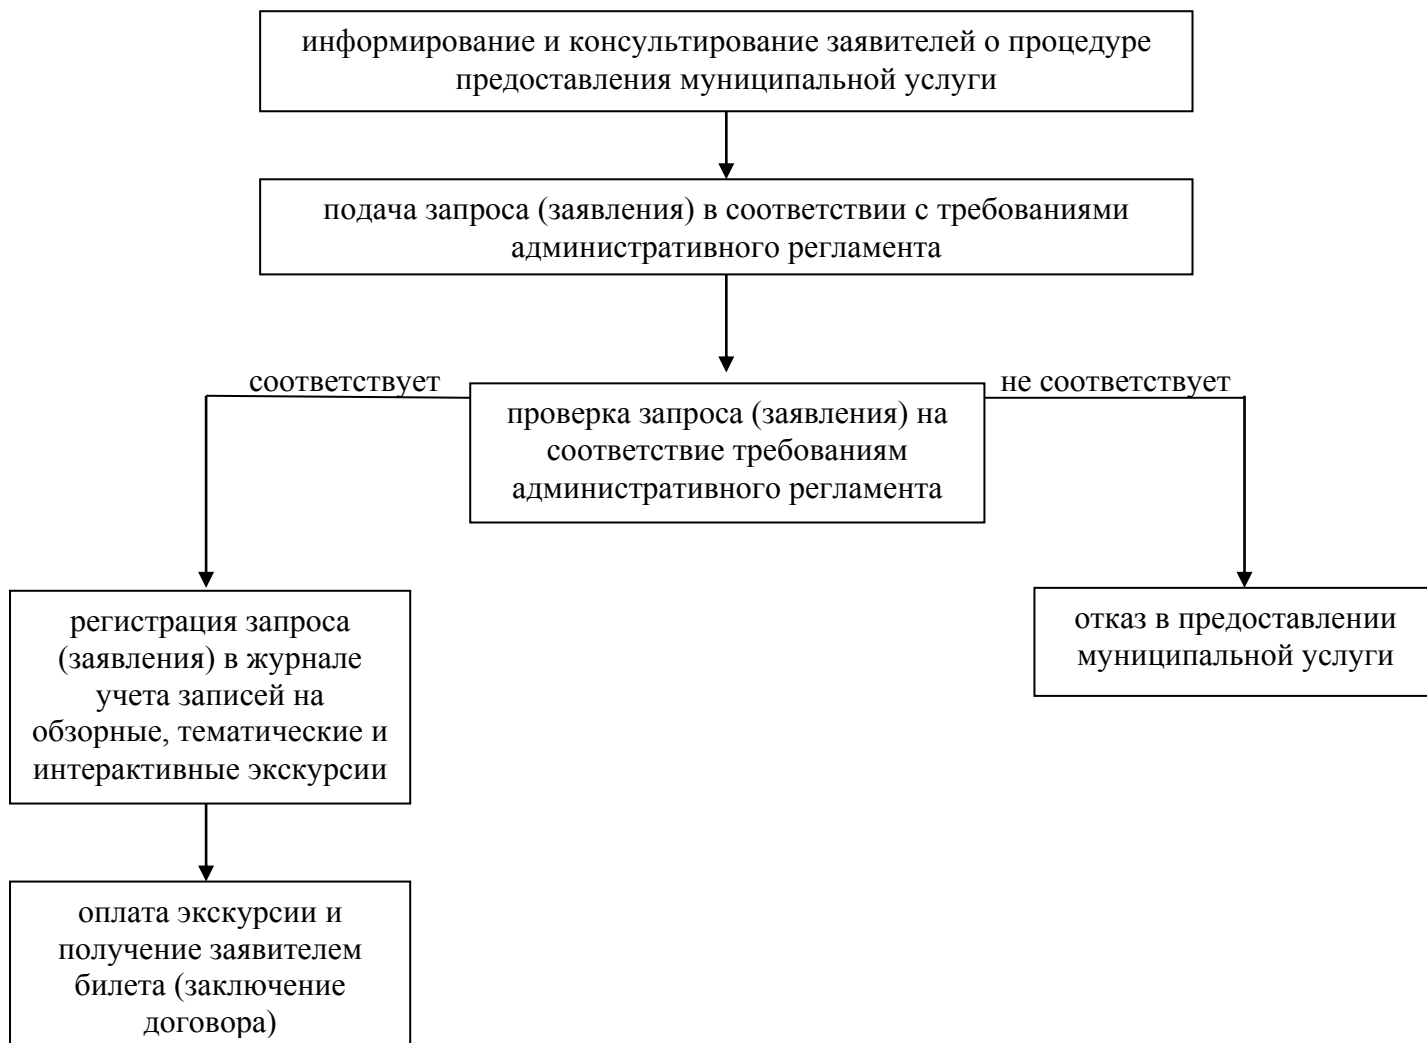 информирование и консультирование заявителей о процедуре
предоставления муниципальной услуги
подача запроса (заявления) в соответствии с требованиями
административного регламента
соответствует
не соответствует
проверка запроса (заявления) на
соответствие требованиям
административного регламента
регистрация запроса
(заявления) в журнале
учета записей на
обзорные, тематические и
интерактивные экскурсии
отказ в предоставлении
муниципальной услуги
оплата экскурсии и
получение заявителем
билета (заключение
договора)